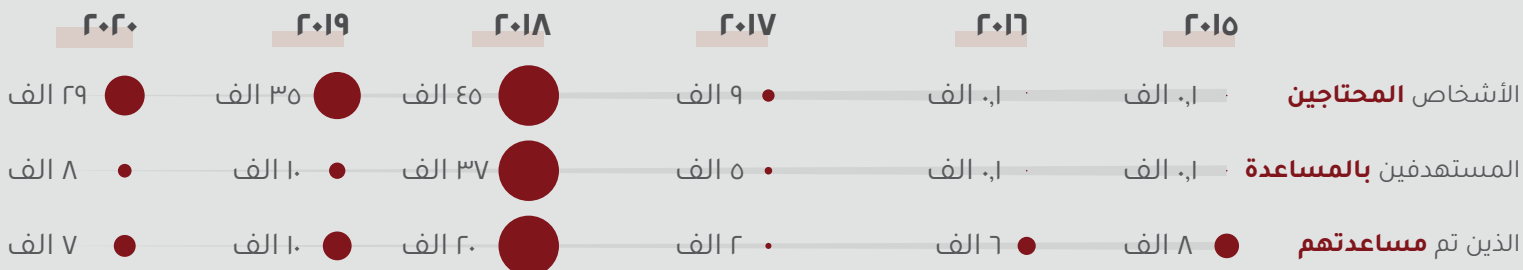 ٢٠١٥ ٢٠١٦ ٢٠١٧ ٢٠١٨ ٢٠١٩ ٢٠٢٠
الأشخاص المحتاجين ٠,١ الف ٠,١ الف ٩ الف ٤٥ الف ٣٥ الف ٢٩ الف
المستهدفين بالمساعدة ٠,١ الف ٠,١ الف ٥ الف ٣٧ الف ١٠ الف ٨ الف
الذين تم مساعدتهم ٨ الف ٦ الف ٢ الف ٢٠ الف ١٠ الف ٧ الف